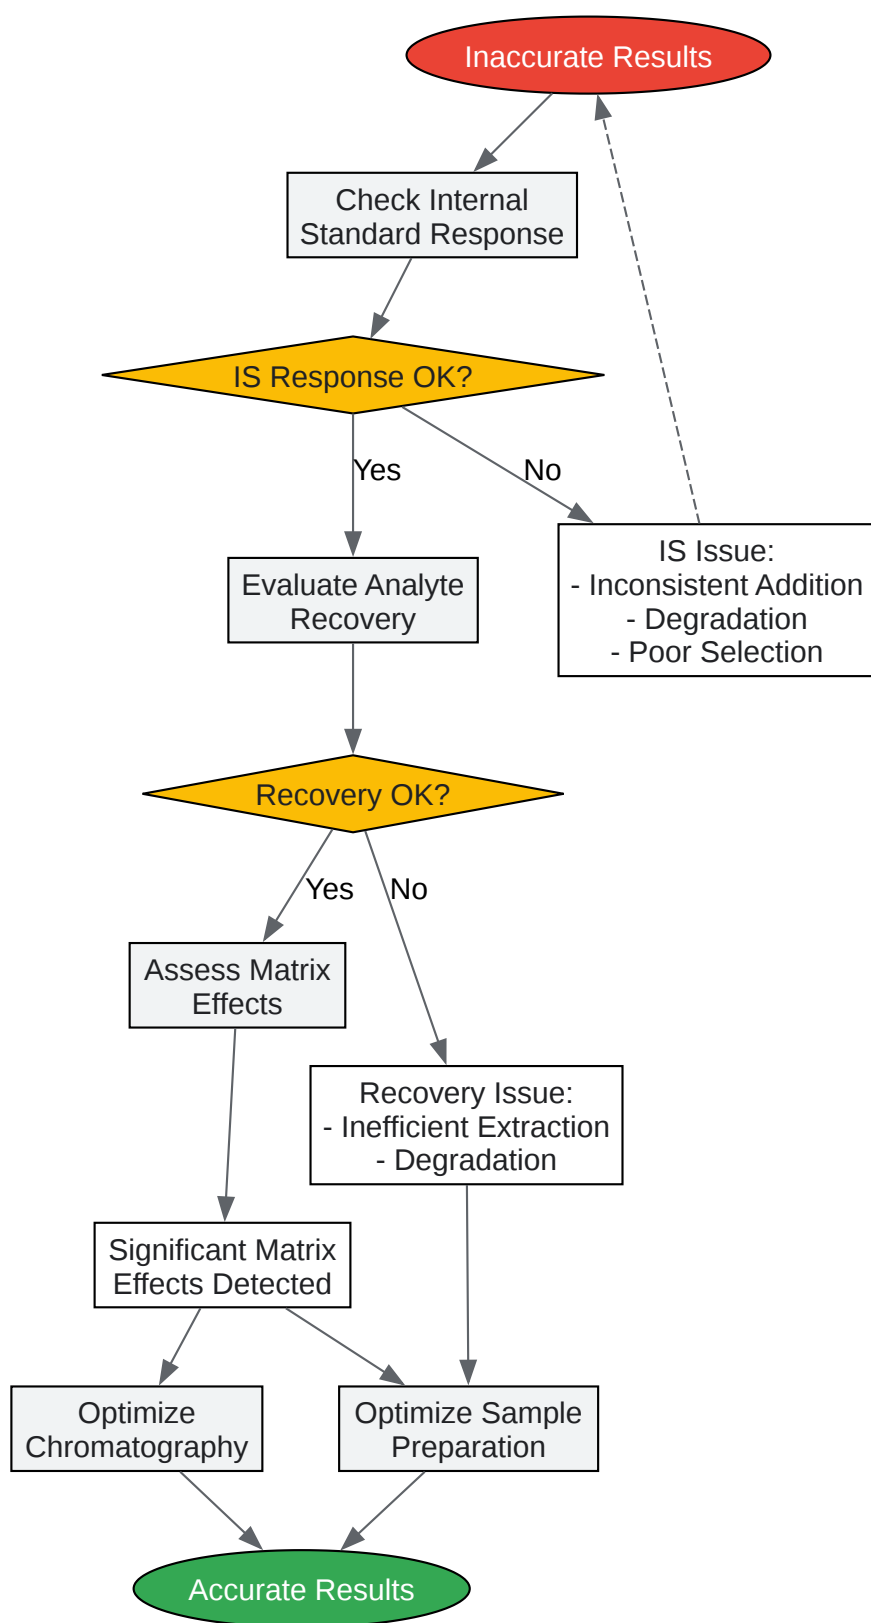 Inaccurate Results
Check Internal
Standard Response
IS Response OK?
Yes
No
IS Issue:
- Inconsistent Addition
- Degradation
- Poor Selection
Evaluate Analyte
Recovery
Recovery OK?
Yes
No
Assess Matrix
Effects
Recovery Issue:
- Inefficient Extraction
- Degradation
Significant Matrix
Effects Detected
Optimize
Chromatography
Optimize Sample
Preparation
Accurate Results